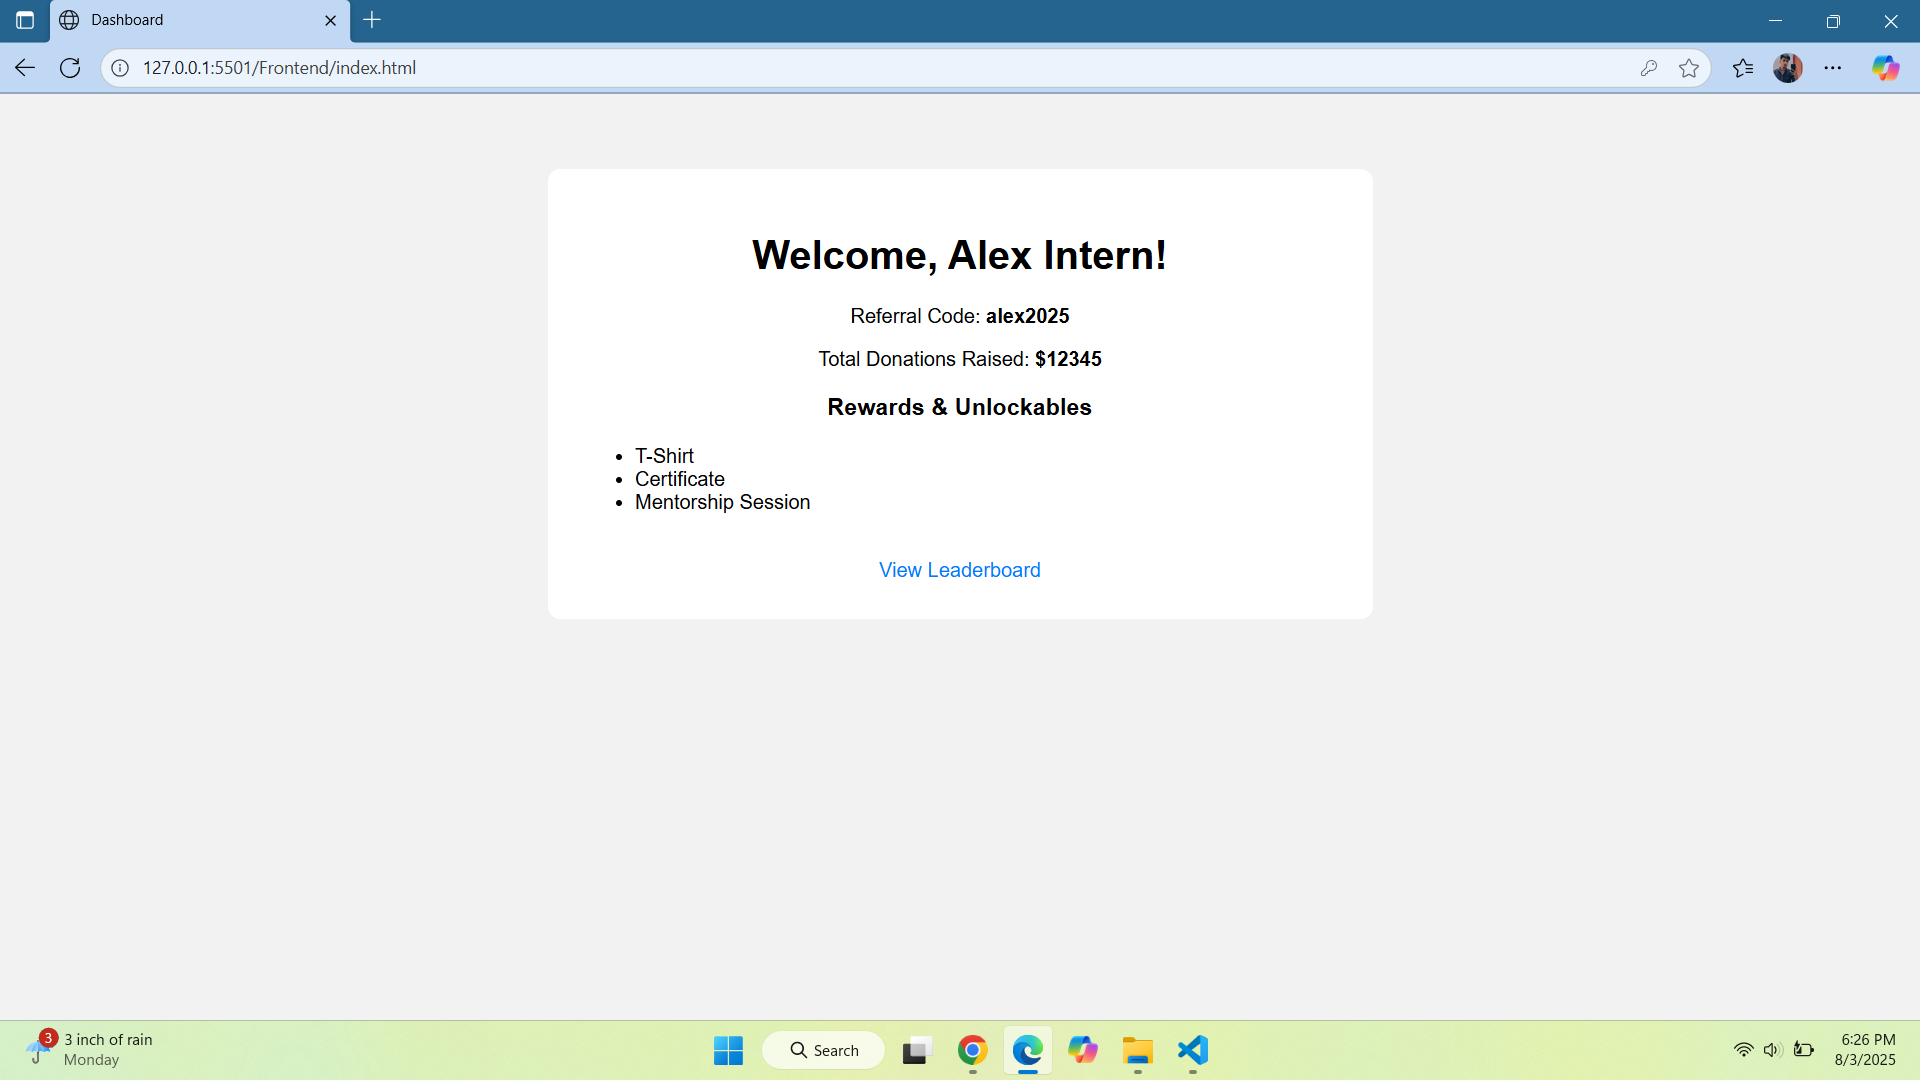 Dashboard
127.0.0.1:5501/Frontend/index.html
Welcome, Alex Intern!
Referral Code: alex2025
Total Donations Raised: $12345
Rewards & Unlockables
• T-Shirt
• Certificate
• Mentorship Session
View Leaderboard
3
3 inch of rain
Monday
Search
6:26 PM
8/3/2025